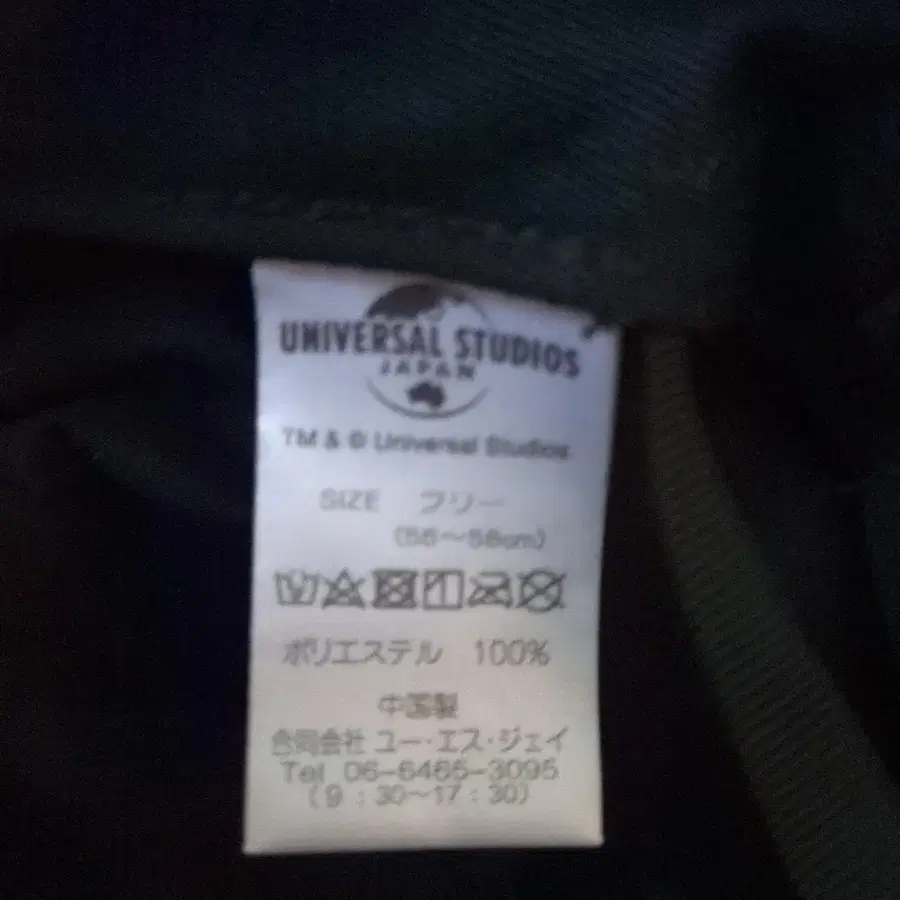 UNIVERSAL STUDIOS
JAPAN
TM & © Universal Studios
SIZE フリー
(56～58cm)
ポリエステル 100%
中国製
合同会社 ユー・エス・ジェイ
Tel 06-6465-3095
(9:30～17:30)